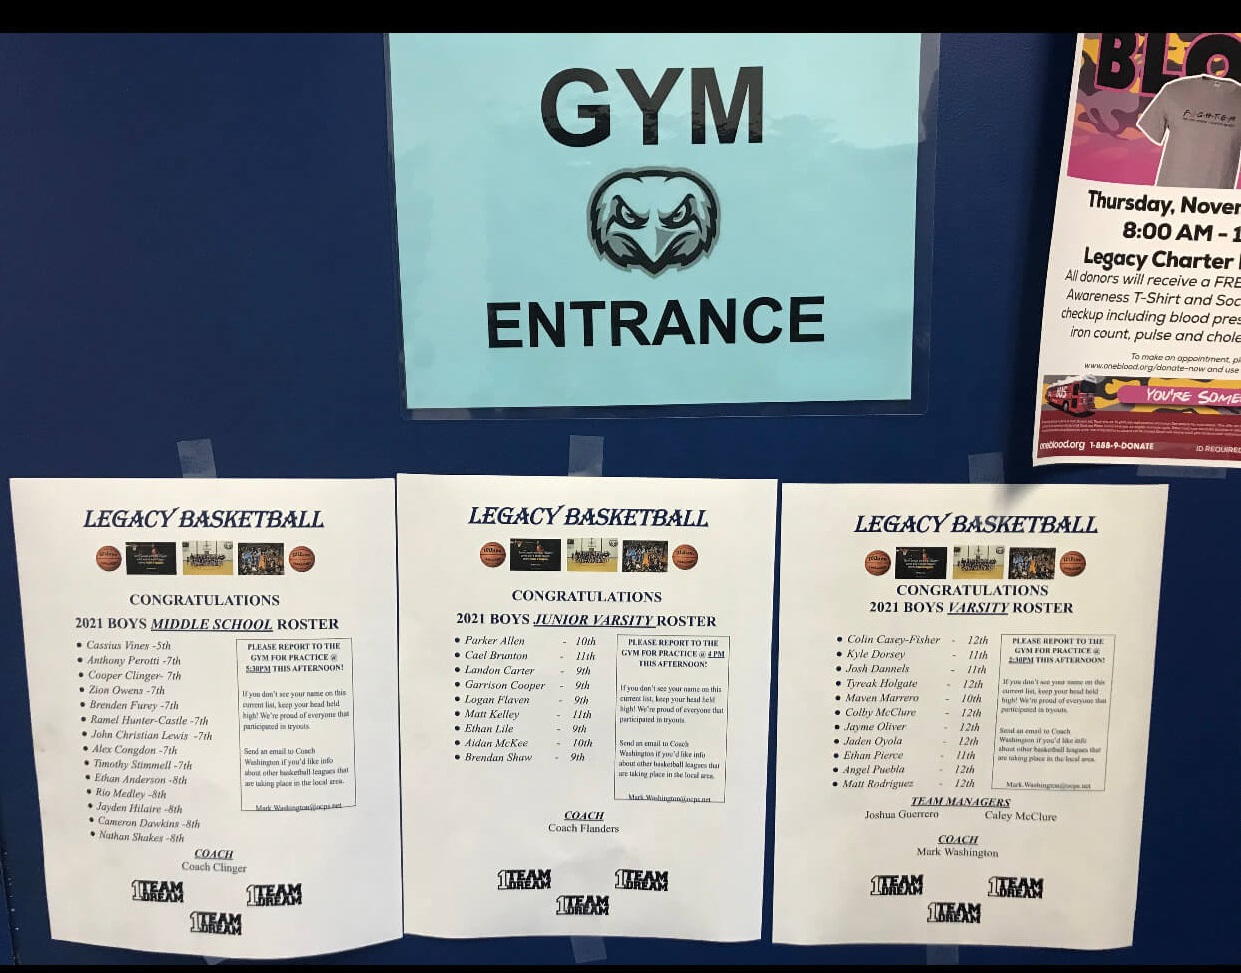 GYM
ENTRANCE
BLO
F·G·H·T·E·R
Thursday, Novem
8:00 AM - 1
Legacy Charter
All donors will receive a FRE
Awareness T-Shirt and Soc
checkup including blood pres
iron count, pulse and chole
To make an appointment, pl
www.oneblood.org/donate-now and use
BUS
YOU'RE SOME
oneblood.org 1-888-9-DONATE
ID REQUIRED
LEGACY BASKETBALL
Wilson
CONGRATULATIONS
2021 BOYS MIDDLE SCHOOL ROSTER
• Cassius Vines -5th
• Anthony Perotti -7th
• Cooper Clinger- 7th
• Zion Owens -7th
• Brenden Furey -7th
• Ramel Hunter-Castle -7th
• John Christian Lewis -7th
• Alex Congdon -7th
• Timothy Stimmell -7th
• Ethan Anderson -8th
• Rio Medley -8th
• Jayden Hilaire -8th
• Cameron Dawkins -8th
• Nathan Shakes -8th
PLEASE REPORT TO THE
GYM FOR PRACTICE @
5:30PM THIS AFTERNOON!
If you don't see your name on this
current list, keep your head held
high! We're proud of everyone that
participated in tryouts.
Send an email to Coach
Washington if you'd like info
about other basketball leagues that
are taking place in the local area.
Mark.Washington@ocps.net
COACH
Coach Clinger
1TEAM
DREAM
1TEAM
DREAM
1TEAM
DREAM
LEGACY BASKETBALL
Wilson
Wilson
CONGRATULATIONS
2021 BOYS JUNIOR VARSITY ROSTER
• Parker Allen - 10th
• Cael Brunton - 11th
• Landon Carter - 9th
• Garrison Cooper - 9th
• Logan Flaven - 9th
• Matt Kelley - 11th
• Ethan Lile - 9th
• Aidan McKee - 10th
• Brendan Shaw - 9th
PLEASE REPORT TO THE
GYM FOR PRACTICE @ 4 PM
THIS AFTERNOON!
If you don't see your name on this
current list, keep your head held
high! We're proud of everyone that
participated in tryouts.
Send an email to Coach
Washington if you'd like info
about other basketball leagues that
are taking place in the local area.
Mark.Washington@ocps.net
COACH
Coach Flanders
1TEAM
DREAM
1TEAM
DREAM
1TEAM
DREAM
LEGACY BASKETBALL
Wilson
Wilson
CONGRATULATIONS
2021 BOYS VARSITY ROSTER
• Colin Casey-Fisher - 12th
• Kyle Dorsey - 11th
• Josh Dannels - 11th
• Tyreak Holgate - 12th
• Maven Marrero - 10th
• Colby McClure - 12th
• Jayme Oliver - 12th
• Jaden Oyola - 12th
• Ethan Pierce - 11th
• Angel Puebla - 12th
• Matt Rodriguez - 12th
PLEASE REPORT TO THE
GYM FOR PRACTICE @
2:30PM THIS AFTERNOON!
If you don't see your name on this
current list, keep your head held
high! We're proud of everyone that
participated in tryouts.
Send an email to Coach
Washington if you'd like info
about other basketball leagues that
are taking place in the local area.
Mark.Washington@ocps.net
TEAM MANAGERS
Joshua Guerrero Caley McClure
COACH
Mark Washington
1TEAM
DREAM
1TEAM
DREAM
1TEAM
DREAM